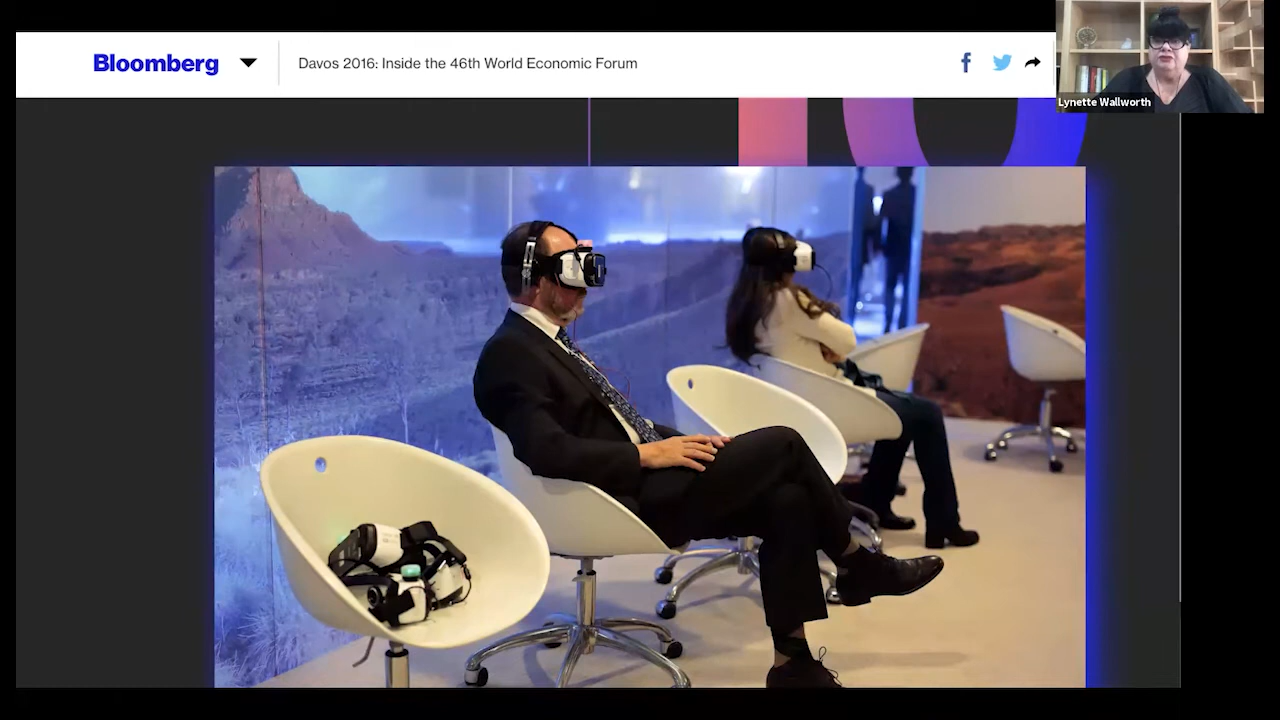 Bloomberg
Davos 2016: Inside the 46th World Economic Forum
Lynette Wallworth